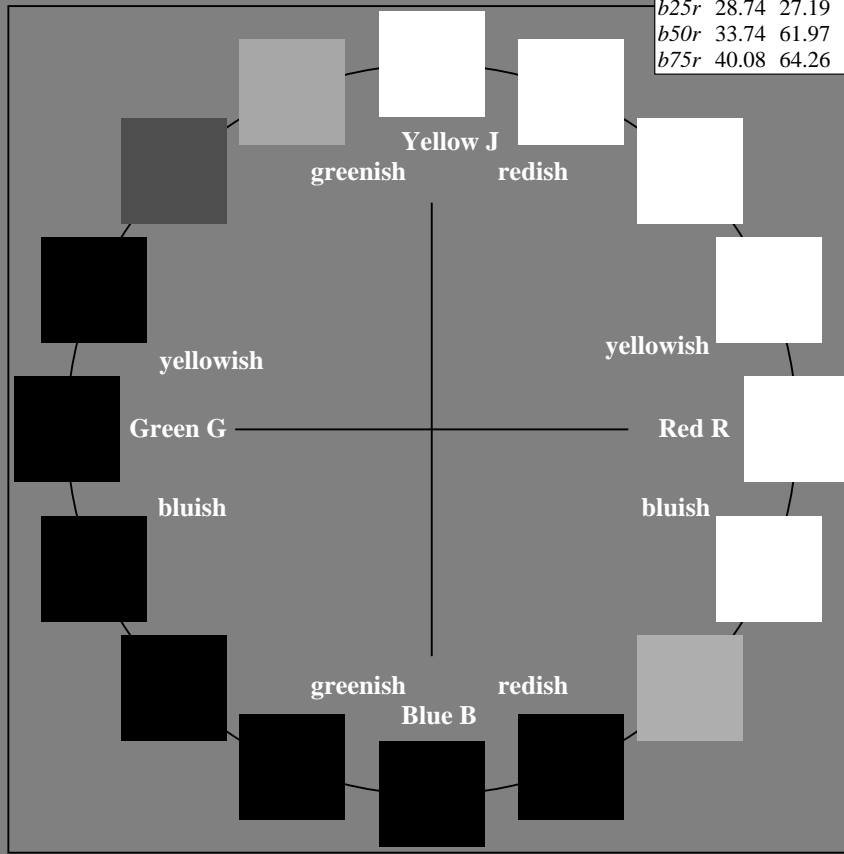 b25r 28.74 27.19
b50r 33.74 61.97
b75r 40.08 64.26
Yellow J
greenish redish
yellowish yellowish
Green G Red R
bluish bluish
greenish redish
Blue B